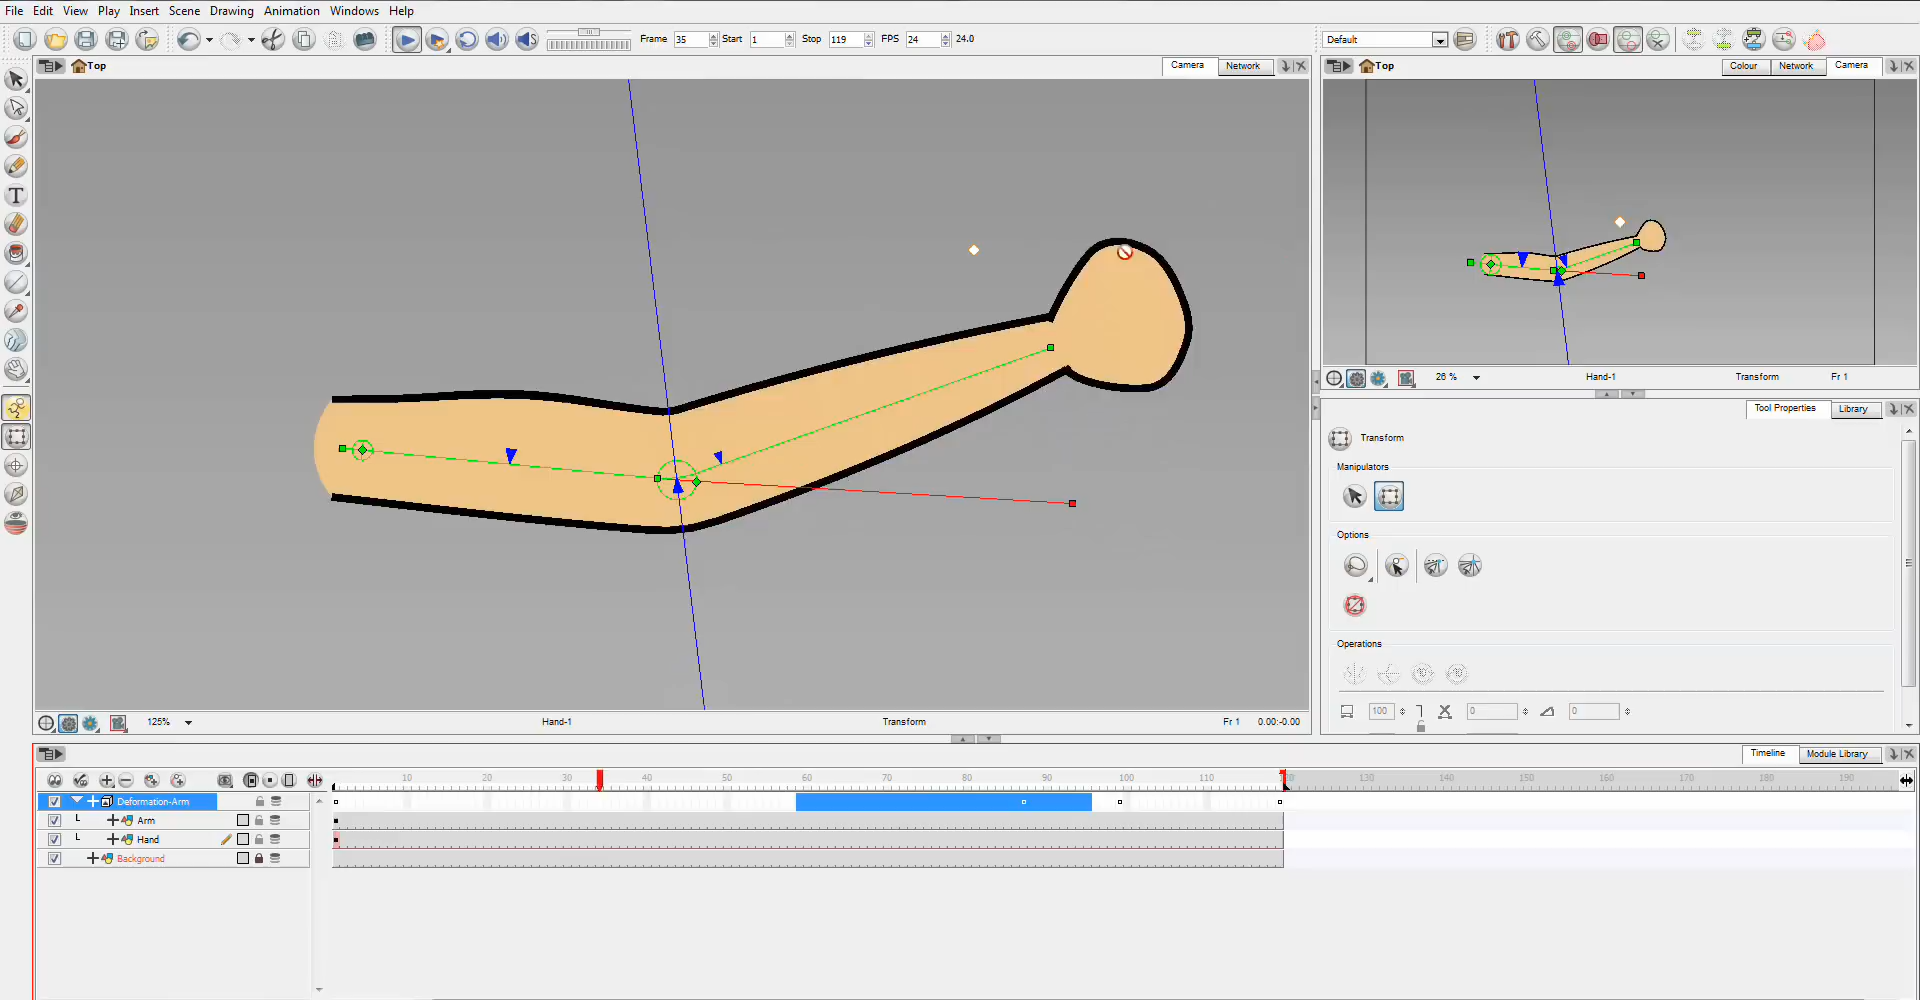 File Edit View Play Insert Scene Drawing Animation Windows Help
Frame 35 Start 1 Stop 119 FPS 24 24.0 Default
Top Camera Network Top Colour Network Camera
T
26 % Hand-1 Transform Fr 1
Tool Properties Library
Transform
Manipulators
Options
Operations
100 0 0
125% Hand-1 Transform Fr 1 0.00:-0.00
Timeline Module Library
10 20 30 40 50 60 70 80 90 100 110 120 130 140 150 160 170 180 190
Deformation-Arm
Arm
Hand
Background